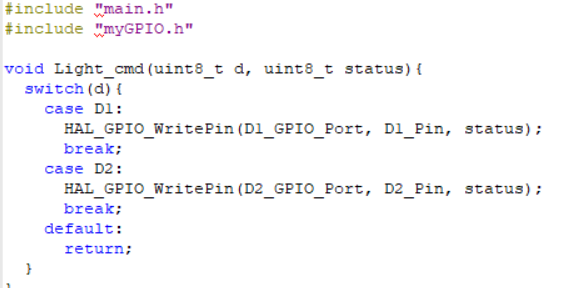 #include "main.h"
#include "myGPIO.h"
void Light_cmd(uint8_t d, uint8_t status){
switch(d){
case D1:
HAL_GPIO_WritePin(D1_GPIO_Port, D1_Pin, status);
break;
case D2:
HAL_GPIO_WritePin(D2_GPIO_Port, D2_Pin, status);
break;
default:
return;
}
}